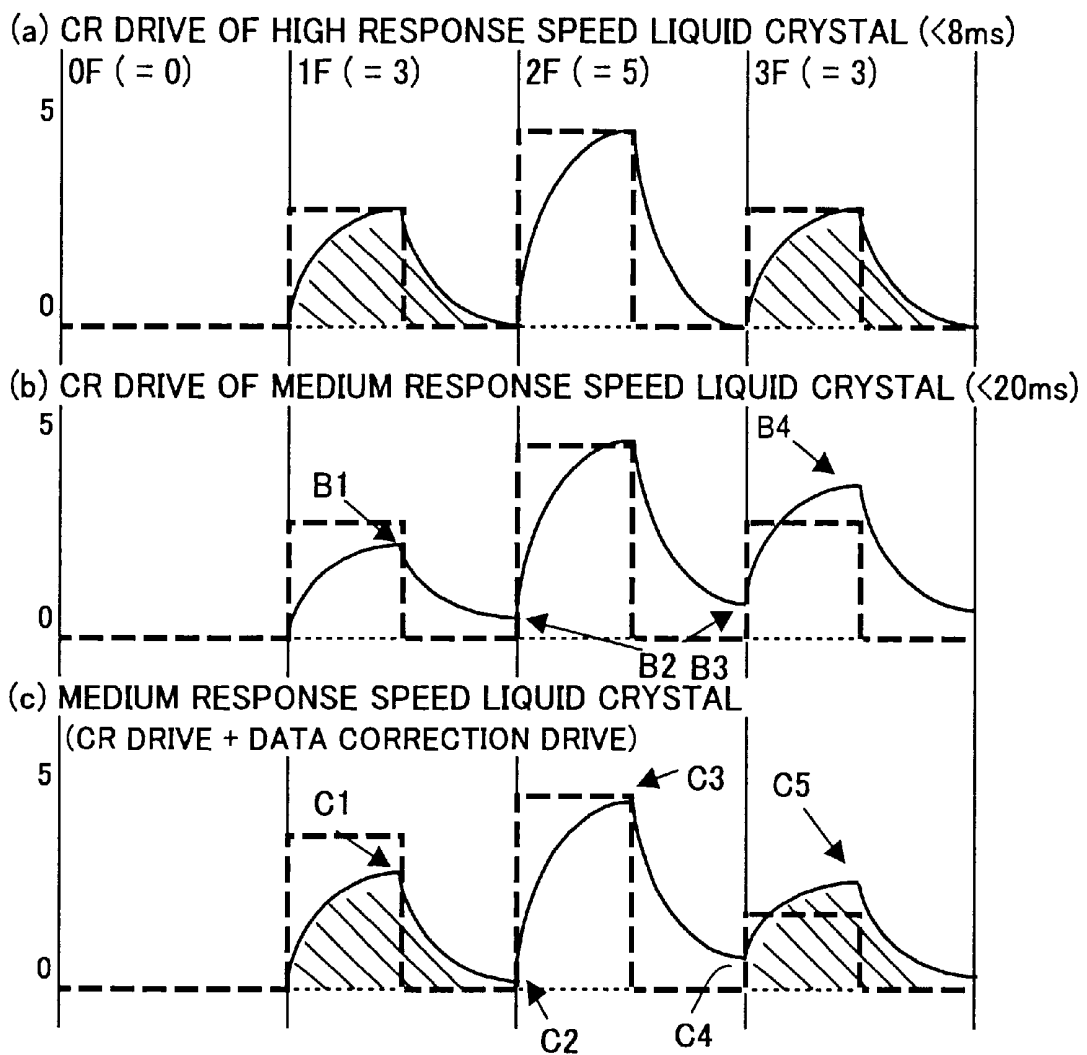 (a) CR DRIVE OF HIGH RESPONSE SPEED LIQUID CRYSTAL (<8ms)
0F ( = 0)
1F ( = 3)
2F ( = 5)
3F ( = 3)
5
0
(b) CR DRIVE OF MEDIUM RESPONSE SPEED LIQUID CRYSTAL (<20ms)
5
B1
B4
0
B2
B3
(c) MEDIUM RESPONSE SPEED LIQUID CRYSTAL
(CR DRIVE + DATA CORRECTION DRIVE)
5
C1
C3
C5
0
C2
C4